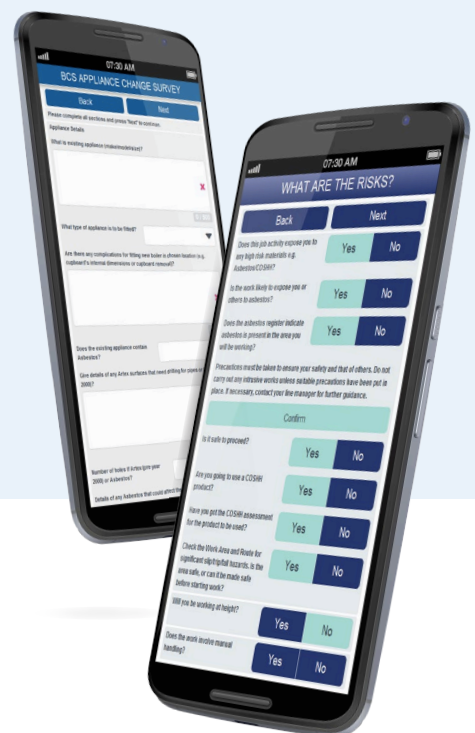 07:30 AM
BCS APPLIANCE CHANGE SURVEY
Back
Next
Please complete all sections and press "Next" to continue.
Appliance Details
What is existing appliance (make/model/size)?
X
What type of appliance is to be fitted?
Are there any complications for fitting new boiler in chosen location (e.g.
cupboard's internal dimensions or cupboard removal)?
Does the existing appliance contain
Asbestos?
Give details of any Artex surfaces that need drilling for pipes or
2000)?
Number of holes if Artex (pre year
2000) or Asbestos?
Details of any Asbestos that could affect
07:30 AM
WHAT ARE THE RISKS?
Back
Next
Does this job activity expose you to
any high risk materials e.g.
Asbestos/COSHH?
Yes
No
Is the work likely to expose you or
others to asbestos?
Yes
No
Does the asbestos register indicate
asbestos in present in the area you
will be working?
Yes
No
Precautions must be taken to ensure your safety and that of others. Do not
carry out any intrusive works unless suitable precautions have been put in
place. If necessary, contact your line manager for further guidance.
Confirm
Is it safe to proceed?
Yes
No
Are you going to use a COSHH
product?
Yes
No
Have you got the COSHH assessment
for the product to be used?
Yes
No
Check the Work Area and Route for
significant slip/trip/fall hazards. Is the
area safe, or can it be made safe
before starting work?
Yes
No
Will you be working at height?
Yes
No
Does the work involve manual
handling?
Yes
No